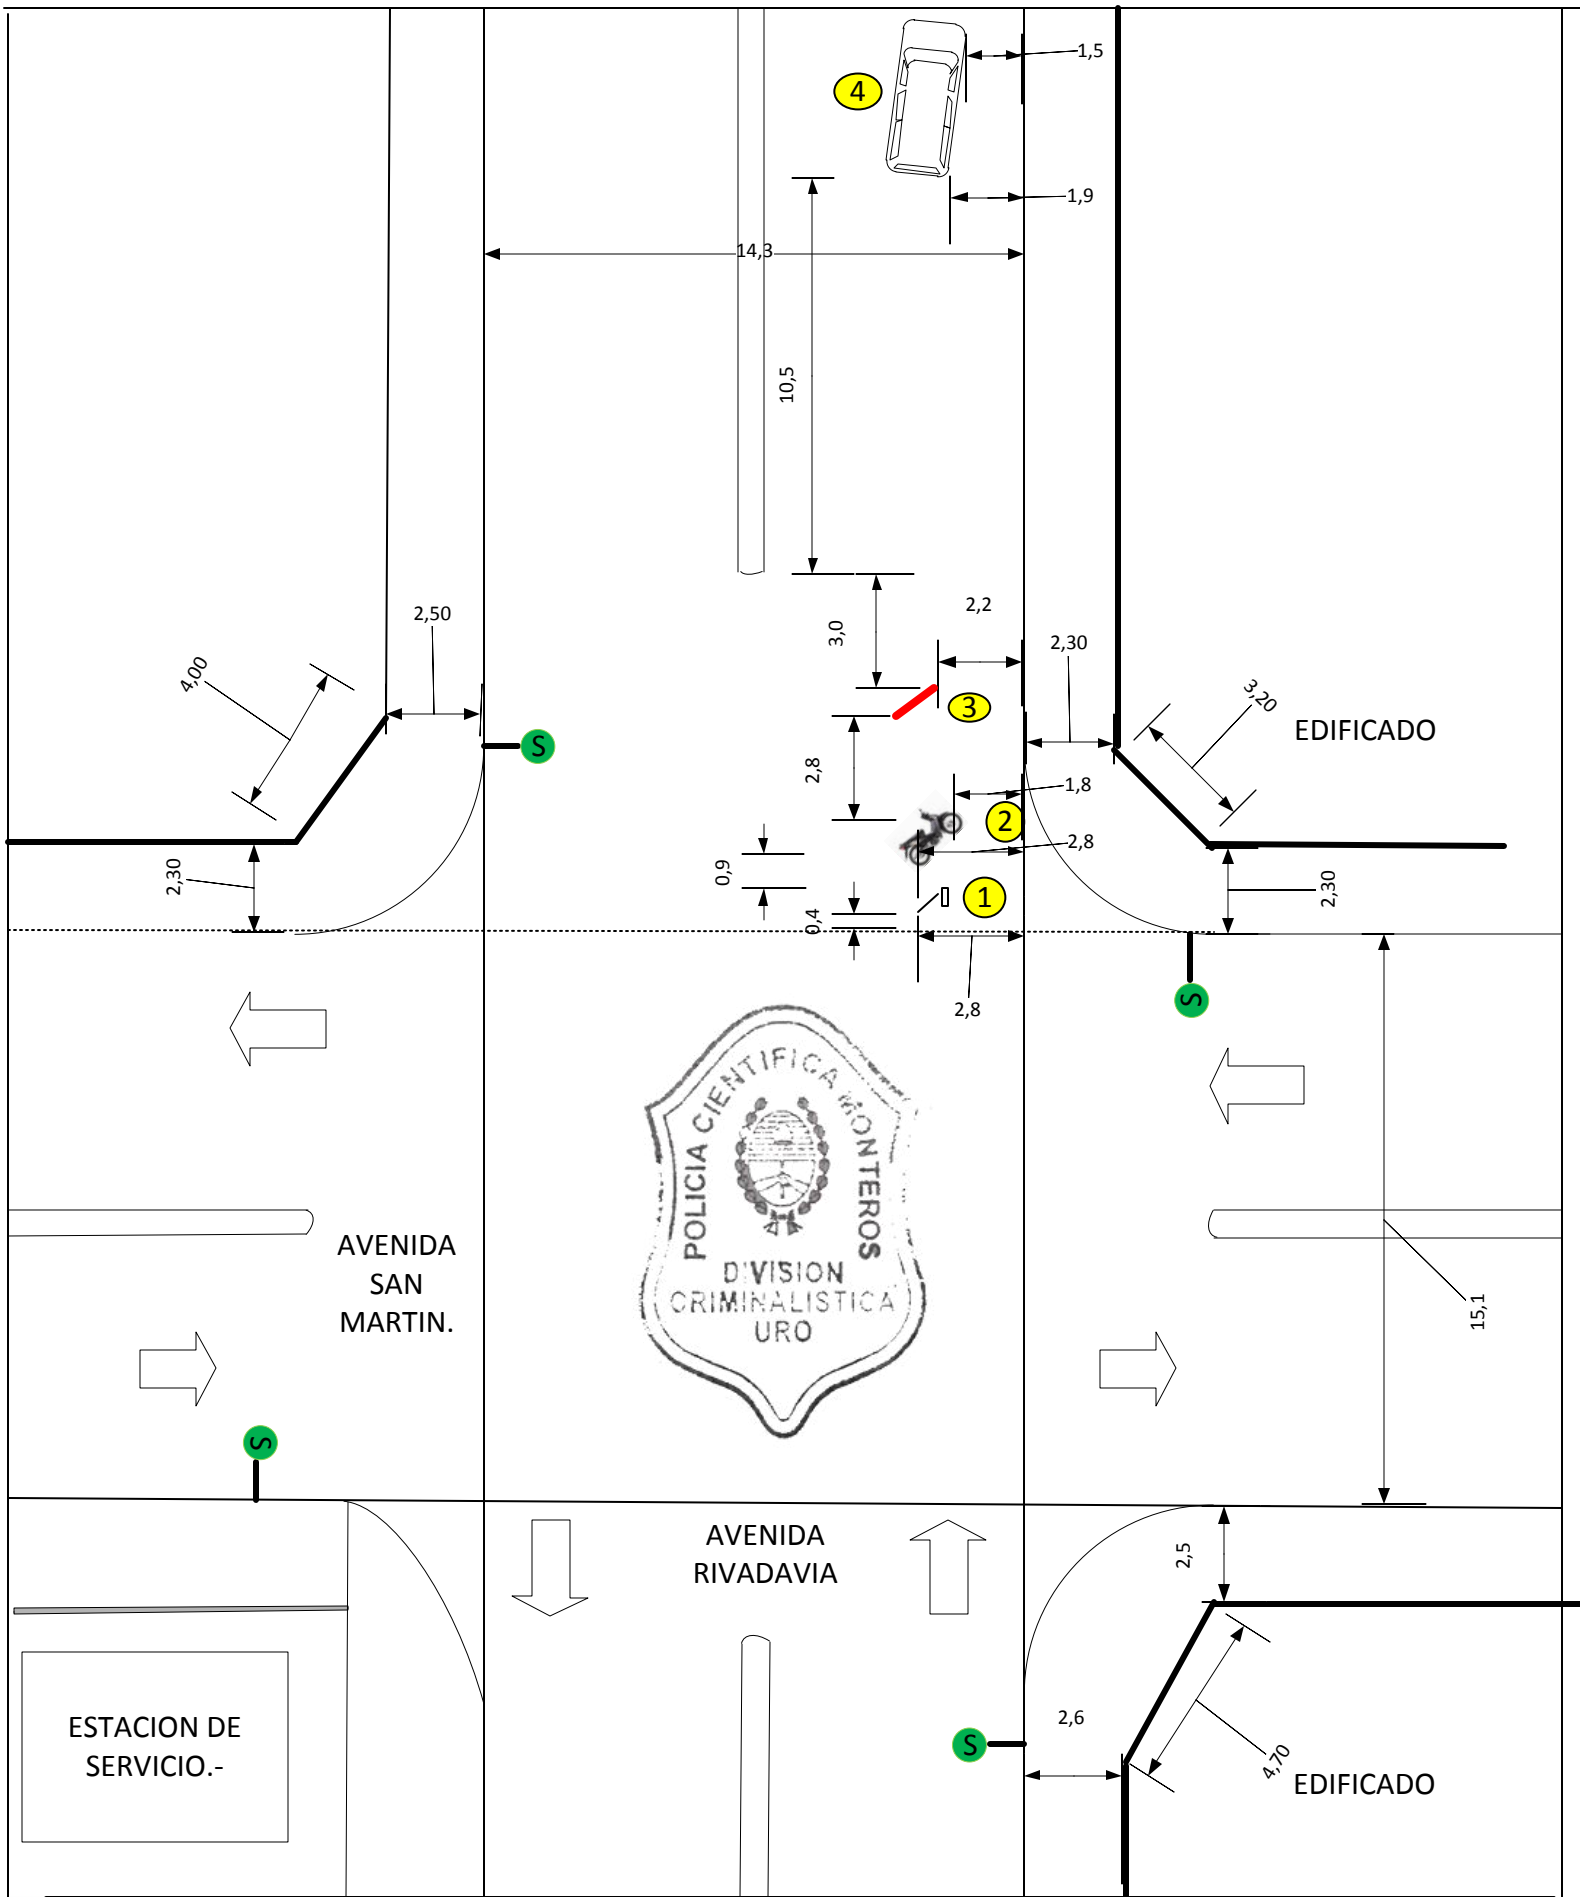 1,5
4
1,9
14,3
10,5
2,50
3,0
2,2
2,30
4,00
3,20
3
EDIFICADO
S
2,8
1,8
2
2,8
0,9
2,30
1
2,30
0,4
2,8
S
POLICIA CIENTIFICA MONTEROS
DIVISION
CRIMINALISTICA
URO
AVENIDA
SAN
MARTIN.
15,1
S
AVENIDA
RIVADAVIA
2,5
ESTACION DE
SERVICIO.-
2,6
S
4,70
EDIFICADO